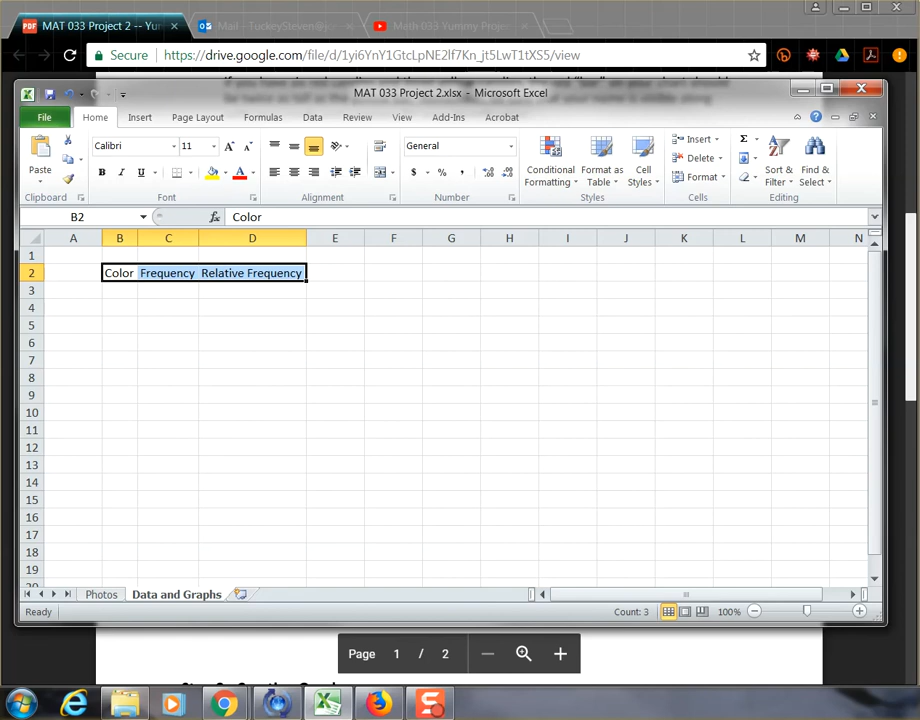 MAT 033 Project 2 -- Yu
Mail - TuckeySteven@j
Math 033 Yummy Proje
Secure
https://drive.google.com/file/d/1yi6YnY1GtcLpNE2lf7Kn_jt5LwT1tXS5/view
MAT 033 Project 2.xlsx - Microsoft Excel
File Home Insert Page Layout Formulas Data Review View Add-Ins Acrobat
Paste
Calibri 11
B I U
General
$ % ,
Conditional Formatting
Format as Table
Cell Styles
Insert
Delete
Format
Sort & Filter
Find & Select
Clipboard Font Alignment Number Styles Cells Editing
B2 fx Color
A B C D E F G H I J K L M N
1
2 Color Frequency Relative Frequency
3
4
5
6
7
8
9
10
11
12
13
14
15
16
17
18
19
20
Photos Data and Graphs
Ready Count: 3 100%
Page 1 / 2